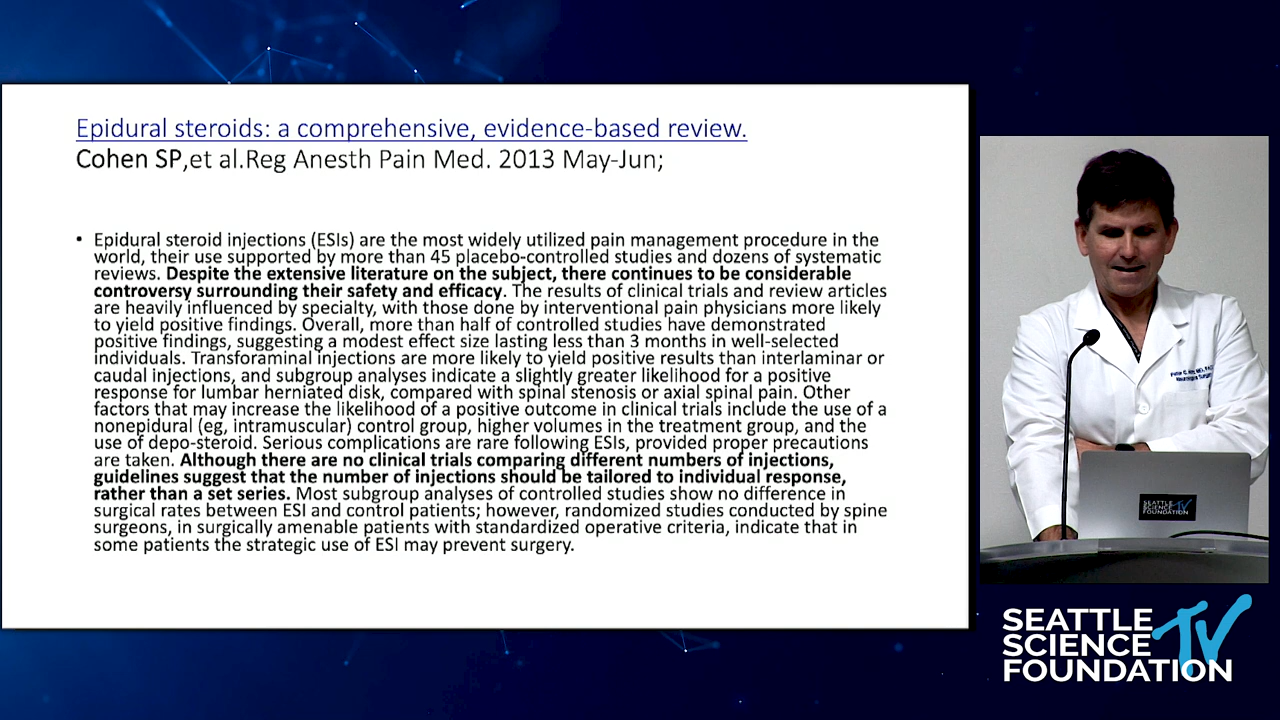 Epidural steroids: a comprehensive, evidence-based review.
Cohen SP,et al.Reg Anesth Pain Med. 2013 May-Jun;
• Epidural steroid injections (ESIs) are the most widely utilized pain management procedure in the
world, their use supported by more than 45 placebo-controlled studies and dozens of systematic
reviews. Despite the extensive literature on the subject, there continues to be considerable
controversy surrounding their safety and efficacy. The results of clinical trials and review articles
are heavily influenced by specialty, with those done by interventional pain physicians more likely
to yield positive findings. Overall, more than half of controlled studies have demonstrated
positive findings, suggesting a modest effect size lasting less than 3 months in well-selected
individuals. Transforaminal injections are more likely to yield positive results than interlaminar or
caudal injections, and subgroup analyses indicate a slightly greater likelihood for a positive
response for lumbar herniated disk, compared with spinal stenosis or axial spinal pain. Other
factors that may increase the likelihood of a positive outcome in clinical trials include the use of a
nonepidural (eg, intramuscular) control group, higher volumes in the treatment group, and the
use of depo-steroid. Serious complications are rare following ESIs, provided proper precautions
are taken. Although there are no clinical trials comparing different numbers of injections,
guidelines suggest that the number of injections should be tailored to individual response,
rather than a set series. Most subgroup analyses of controlled studies show no difference in
surgical rates between ESI and control patients; however, randomized studies conducted by spine
surgeons, in surgically amenable patients with standardized operative criteria, indicate that in
some patients the strategic use of ESI may prevent surgery.
SEATTLE
SCIENCE
FOUNDATION
TV
SEATTLE
SCIENCE
FOUNDATION
TV